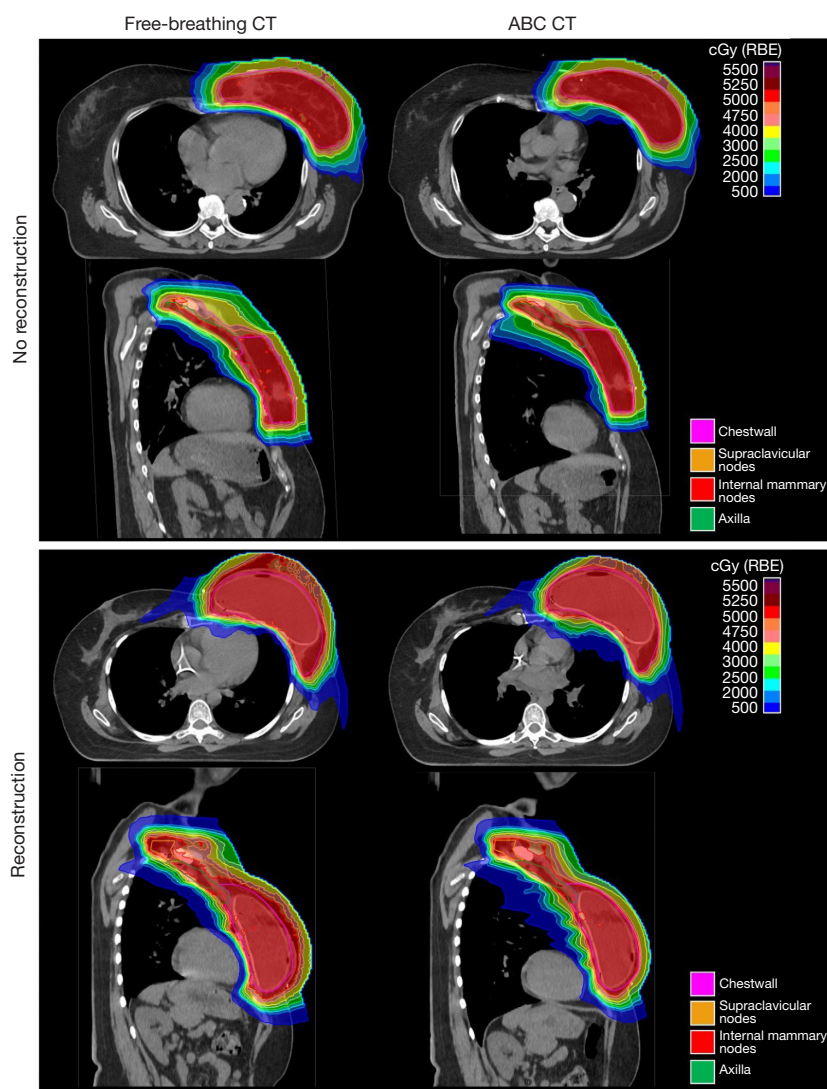 Free-breathing CT
ABC CT
No reconstruction
cGy (RBE)
5500
5250
5000
4750
4000
3000
2500
2000
500
Chestwall
Supraclavicular
nodes
Internal mammary
nodes
Axilla
Reconstruction
cGy (RBE)
5500
5250
5000
4750
4000
3000
2500
2000
500
Chestwall
Supraclavicular
nodes
Internal mammary
nodes
Axilla